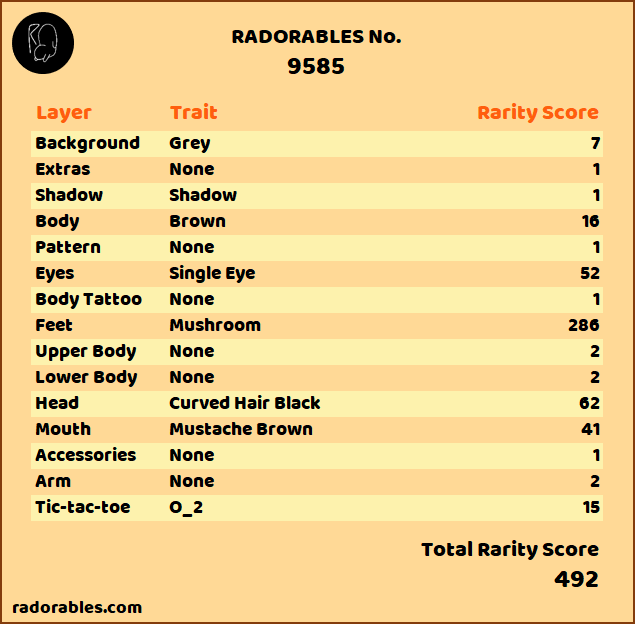 RADORABLES No.
9585
Layer Trait Rarity Score
Background Grey 7
Extras None 1
Shadow Shadow 1
Body Brown 16
Pattern None 1
Eyes Single Eye 52
Body Tattoo None 1
Feet Mushroom 286
Upper Body None 2
Lower Body None 2
Head Curved Hair Black 62
Mouth Mustache Brown 41
Accessories None 1
Arm None 2
Tic-tac-toe O_2 15
Total Rarity Score
492
radorables.com